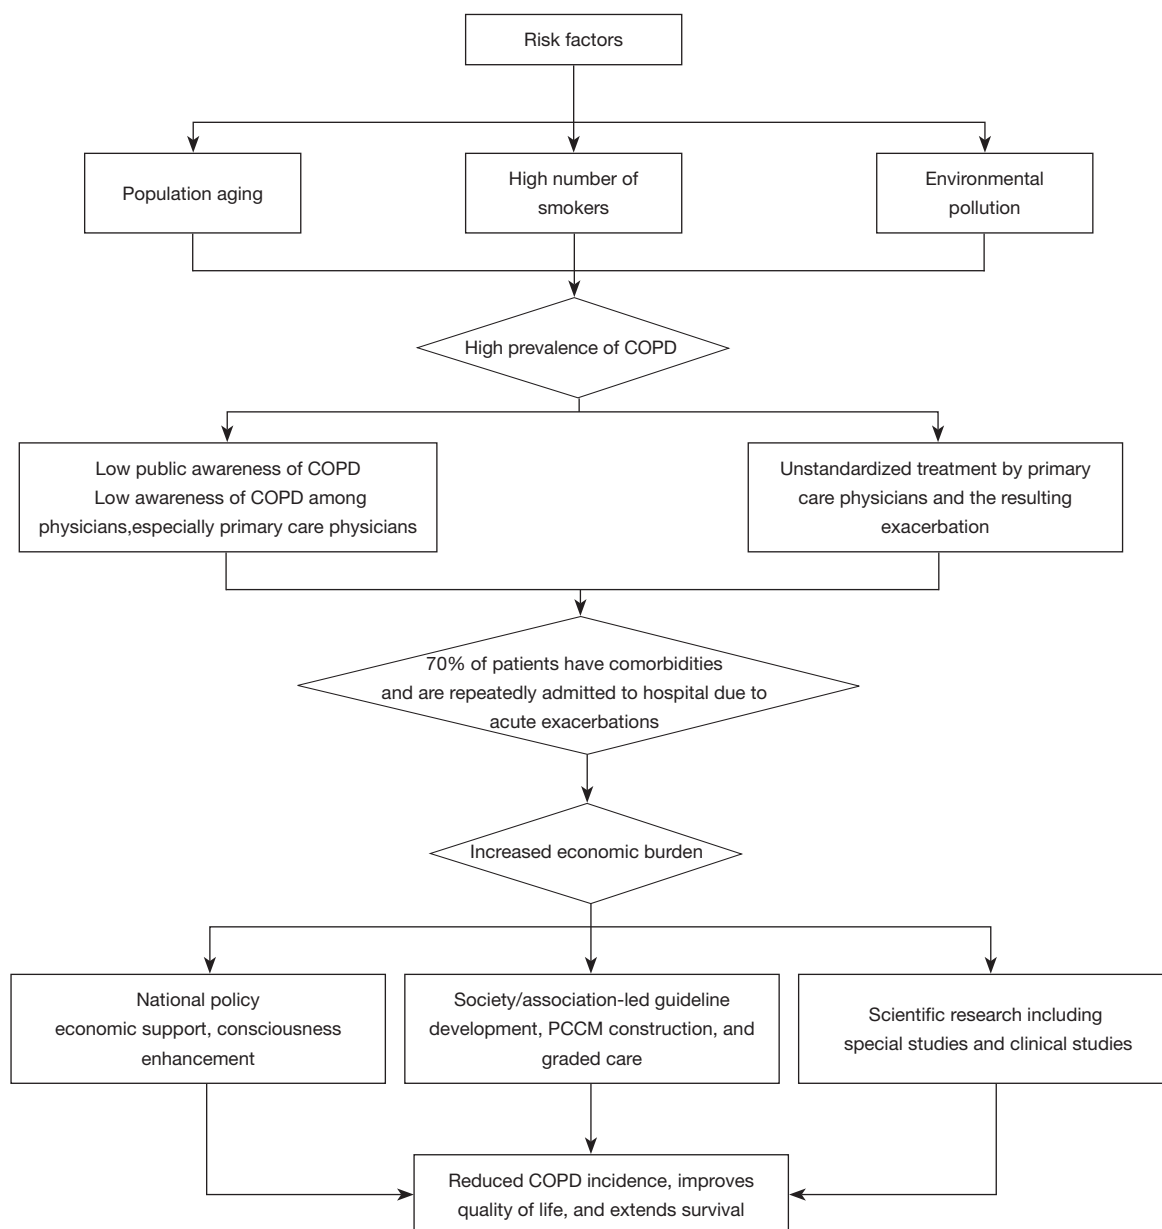 Risk factors
Population aging
High number of
smokers
Environmental
pollution
High prevalence of COPD
Low public awareness of COPD
Low awareness of COPD among
physicians,especially primary care physicians
Unstandardized treatment by primary
care physicians and the resulting
exacerbation
70% of patients have comorbidities
and are repeatedly admitted to hospital due to
acute exacerbations
Increased economic burden
National policy
economic support, consciousness
enhancement
Society/association-led guideline
development, PCCM construction, and
graded care
Scientific research including
special studies and clinical studies
Reduced COPD incidence, improves
quality of life, and extends survival